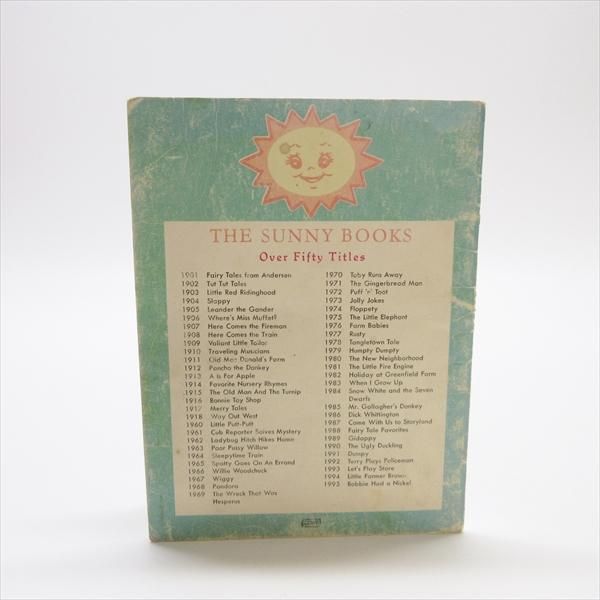 THE SUNNY BOOKS
Over Fifty Titles
1901 Fairy Tales from Andersen
1902 Tut Tut Tales
1903 Little Red Ridinghood
1904 Slappy
1905 Leander the Gander
1906 Where's Miss Muffet?
1907 Here Comes the Fireman
1908 Here Comes the Train
1909 Valiant Little Tailor
1910 Traveling Musicians
1911 Old Mac Donald's Farm
1912 Poncho the Donkey
1913 A Is For Apple
1914 Favorite Nursery Rhymes
1915 The Old Man And The Turnip
1916 Bonnie Toy Shop
1917 Merry Tales
1918 Way Out West
1960 Little Putt-Putt
1961 Cub Reporter Solves Mystery
1962 Ladybug Hitch Hikes Home
1963 Poor Pussy Willow
1964 Sleepytime Train
1965 Spotty Goes On An Errand
1966 Willie Woodchuck
1967 Wiggy
1968 Pandora
1969 The Wreck That Was
Hesperus
1970 Toby Runs Away
1971 The Gingerbread Man
1972 Puff 'n' Toot
1973 Jolly Jokes
1974 Floppety
1975 The Little Elephant
1976 Farm Babies
1977 Rusty
1978 Tangletown Tale
1979 Humpty Dumpty
1980 The New Neighborhood
1981 The Little Fire Engine
1982 Holiday at Greenfield Farm
1983 When I Grow Up
1984 Snow White and the Seven
Dwarfs
1985 Mr. Gallagher's Donkey
1986 Dick Whittington
1987 Come With Us to Storyland
1988 Fairy Tale Favorites
1989 Gidappy
1990 The Ugly Duckling
1991 Dumpy
1992 Terry Plays Policeman
1993 Let's Play Store
1994 Little Farmer Brown
1995 Bobbie Had a Nickel